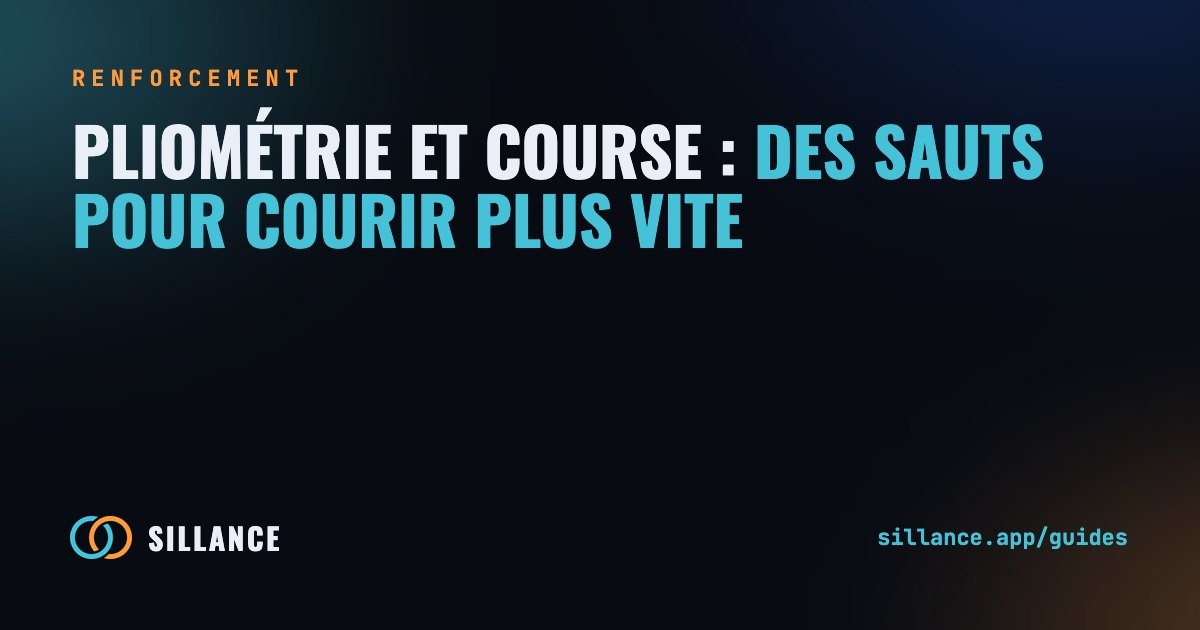 RENFORCEMENT
PLIOMÉTRIE ET COURSE : DES SAUTS
POUR COURIR PLUS VITE
SILLANCE
sillance.app/guides